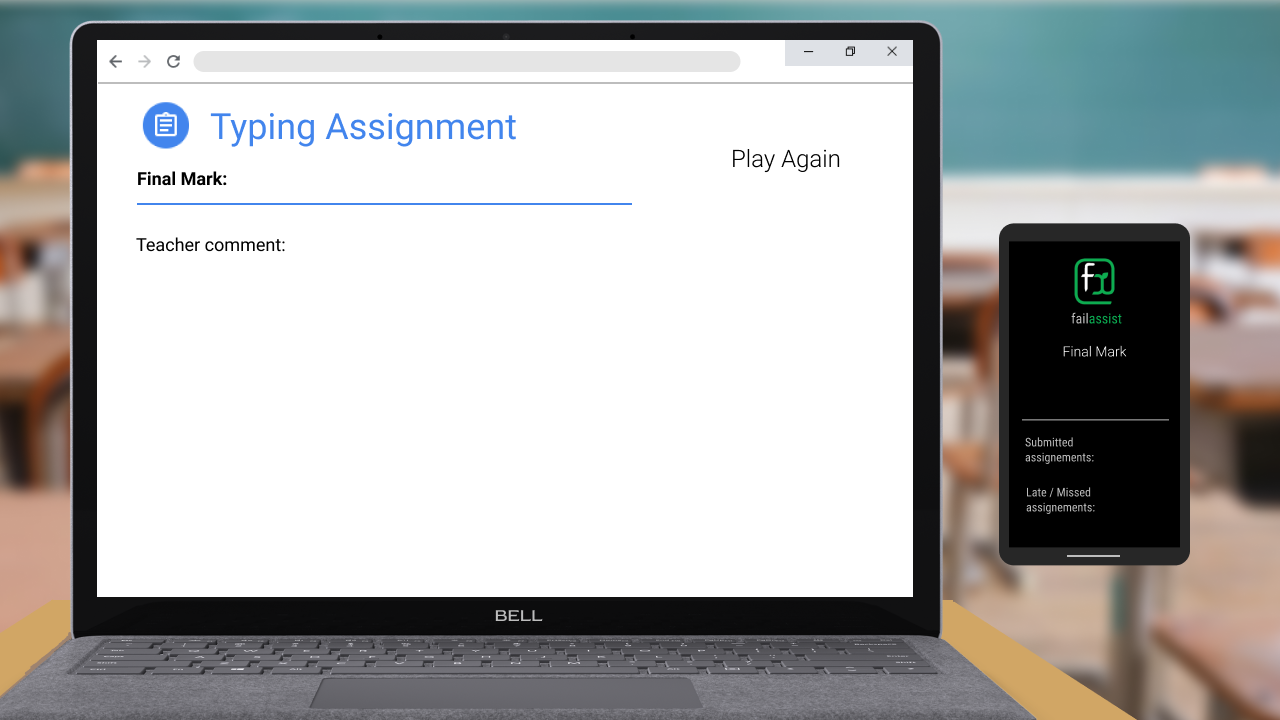 Typing Assignment
Play Again
Final Mark:
Teacher comment:
BELL
failassist
Final Mark
Submitted
assignements:
Late / Missed
assignements: